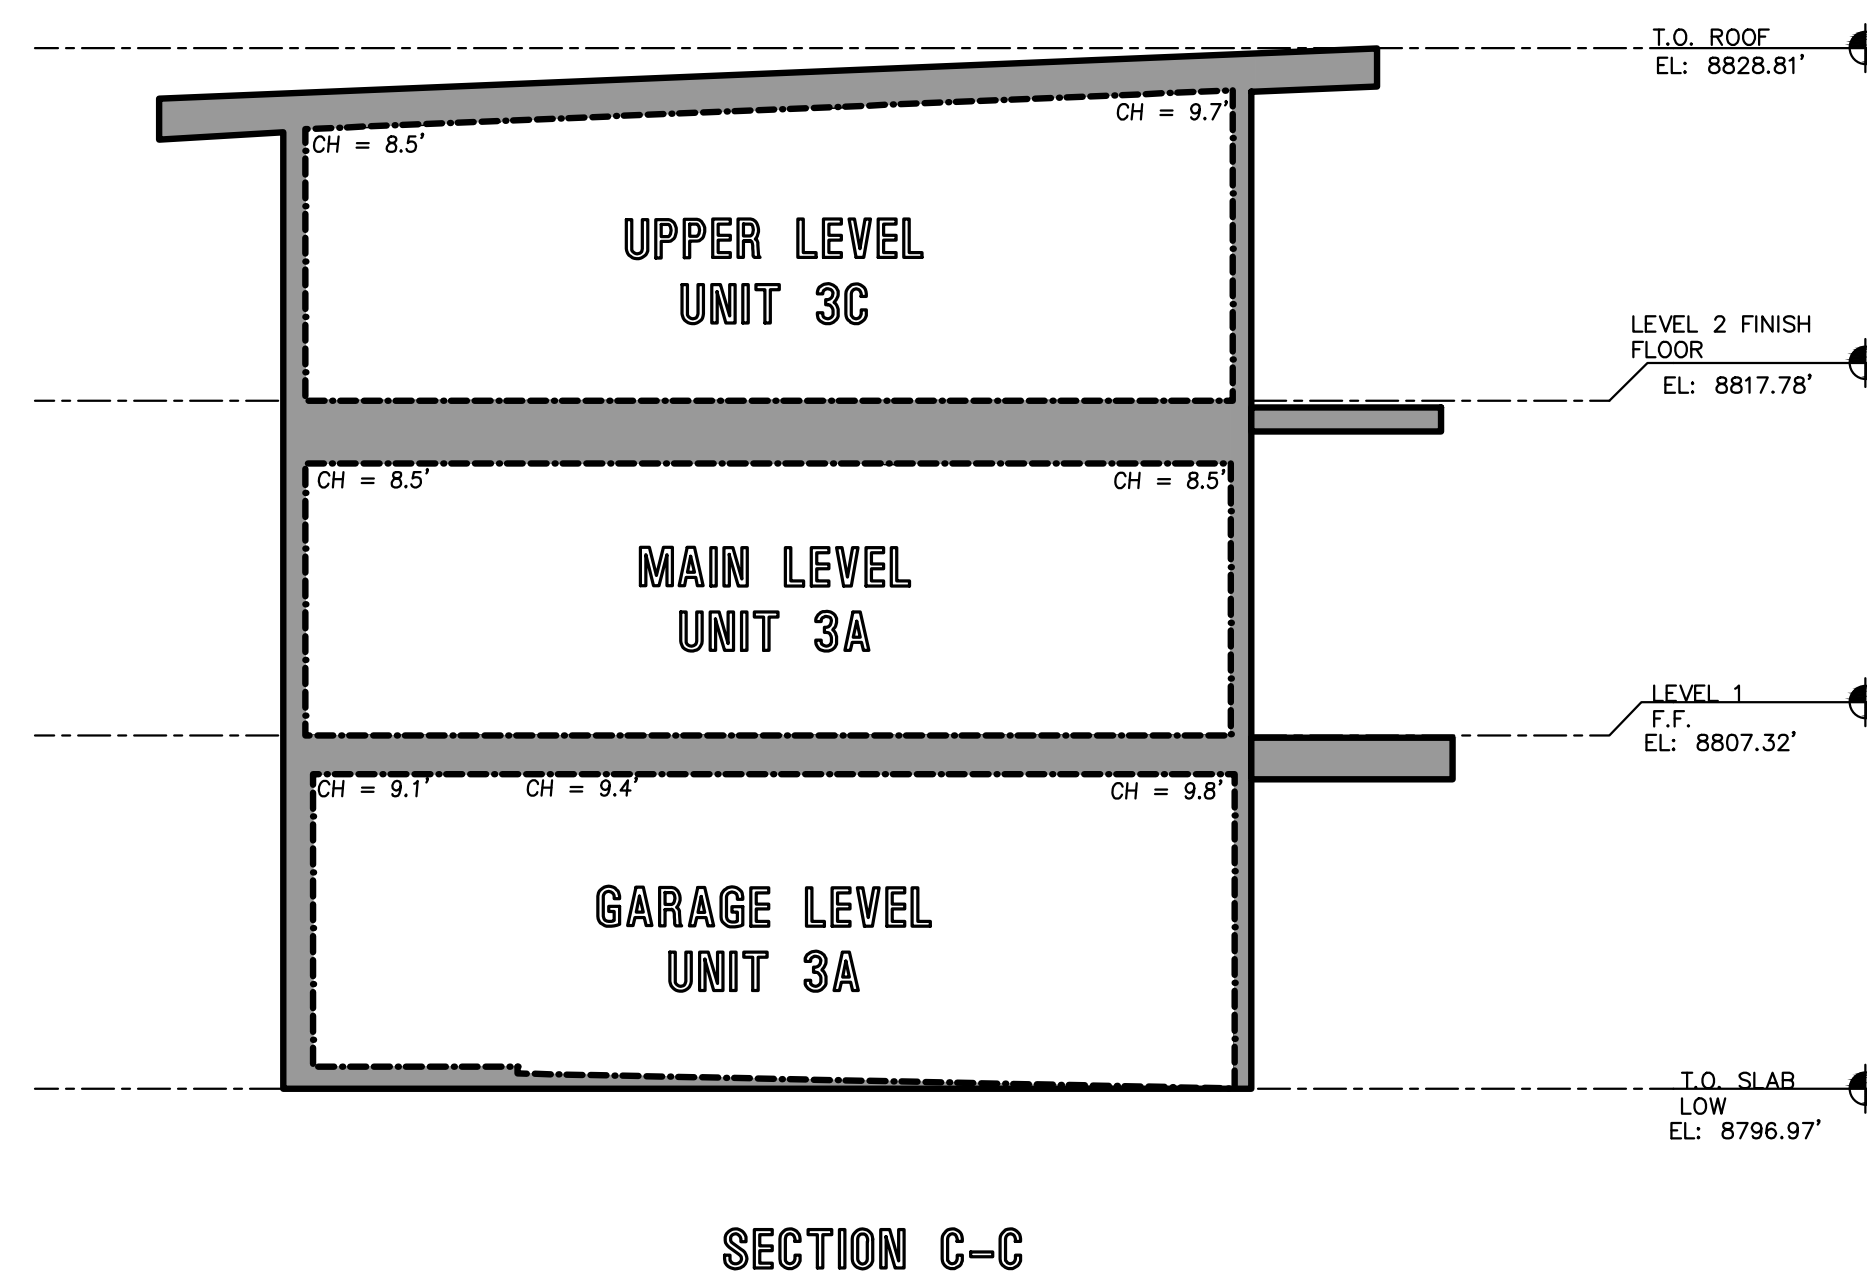 T.O. ROOF
EL: 8828.81'
CH = 8.5'
CH = 9.7'
UPPER LEVEL
UNIT 3C
LEVEL 2 FINISH
FLOOR
EL: 8817.78'
CH = 8.5'
CH = 8.5'
MAIN LEVEL
UNIT 3A
LEVEL 1
F.F.
EL: 8807.32'
CH = 9.1'
CH = 9.4'
CH = 9.8'
GARAGE LEVEL
UNIT 3A
T.O. SLAB
LOW
EL: 8796.97'
SECTION C-C